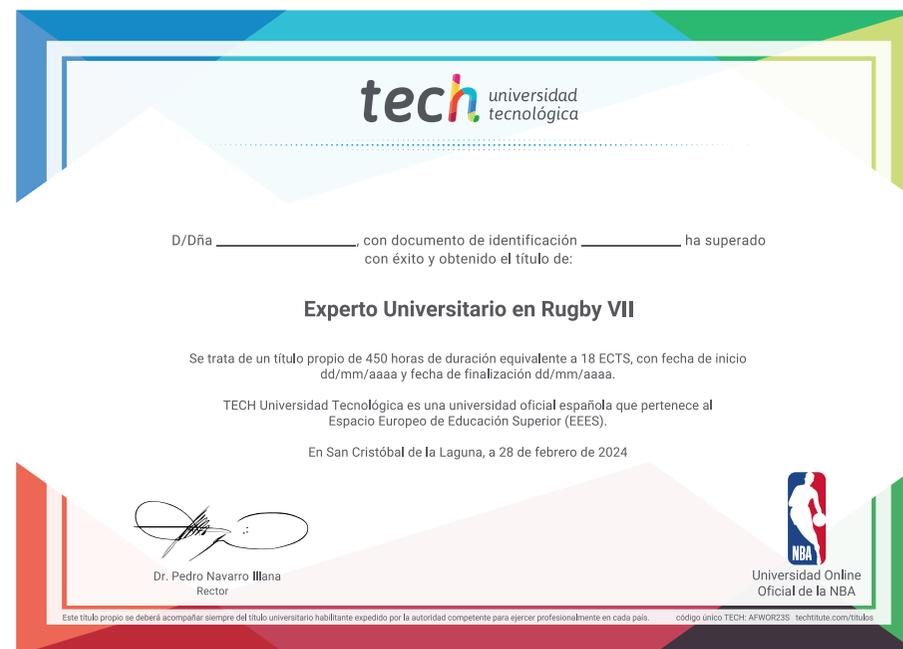 tech universidad
tecnológica
D/Dña ____________________, con documento de identificación ______________ ha superado
con éxito y obtenido el título de:
Experto Universitario en Rugby VII
Se trata de un título propio de 450 horas de duración equivalente a 18 ECTS, con fecha de inicio
dd/mm/aaaa y fecha de finalización dd/mm/aaaa.
TECH Universidad Tecnológica es una universidad oficial española que pertenece al
Espacio Europeo de Educación Superior (EEES).
En San Cristóbal de la Laguna, a 28 de febrero de 2024
NBA
Dr. Pedro Navarro Illana
Rector
Universidad Online
Oficial de la NBA
Este título propio se deberá acompañar siempre del título universitario habilitante expedido por la autoridad competente para ejercer profesionalmente en cada país. código único TECH: AFWOR23S techtitute.com/titulos